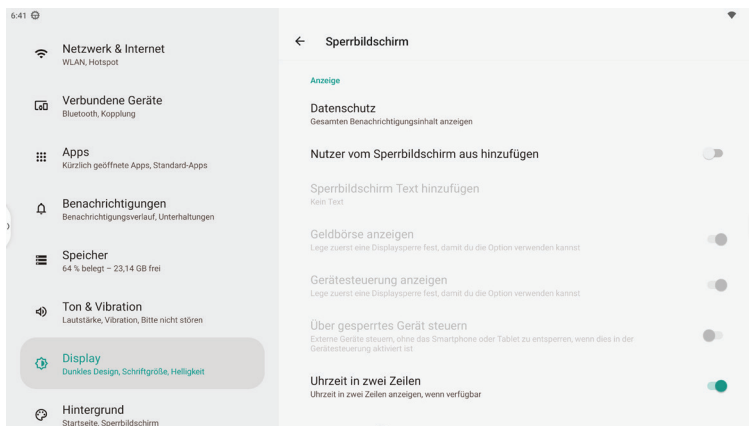 6:41
Netzwerk & Internet
WLAN, Hotspot
Verbundene Geräte
Bluetooth, Kopplung
Apps
Kürzlich geöffnete Apps, Standard-Apps
Benachrichtigungen
Benachrichtigungsverlauf, Unterhaltungen
Speicher
64 % belegt – 23,14 GB frei
Ton & Vibration
Lautstärke, Vibration, Bitte nicht stören
Display
Dunkles Design, Schriftgröße, Helligkeit
Hintergrund
Startseite, Sperrbildschirm
Sperrbildschirm
Anzeige
Datenschutz
Gesamten Benachrichtigungsinhalt anzeigen
Nutzer vom Sperrbildschirm aus hinzufügen
Sperrbildschirm Text hinzufügen
Kein Text
Geldbörse anzeigen
Lege zuerst eine Displaysperre fest, damit du die Option verwenden kannst
Gerätesteuerung anzeigen
Lege zuerst eine Displaysperre fest, damit du die Option verwenden kannst
Über gesperrtes Gerät steuern
Externe Geräte steuern, ohne das Smartphone oder Tablet zu entsperren, wenn dies in der
Gerätesteuerung aktiviert ist
Uhrzeit in zwei Zeilen
Uhrzeit in zwei Zeilen anzeigen, wenn verfügbar